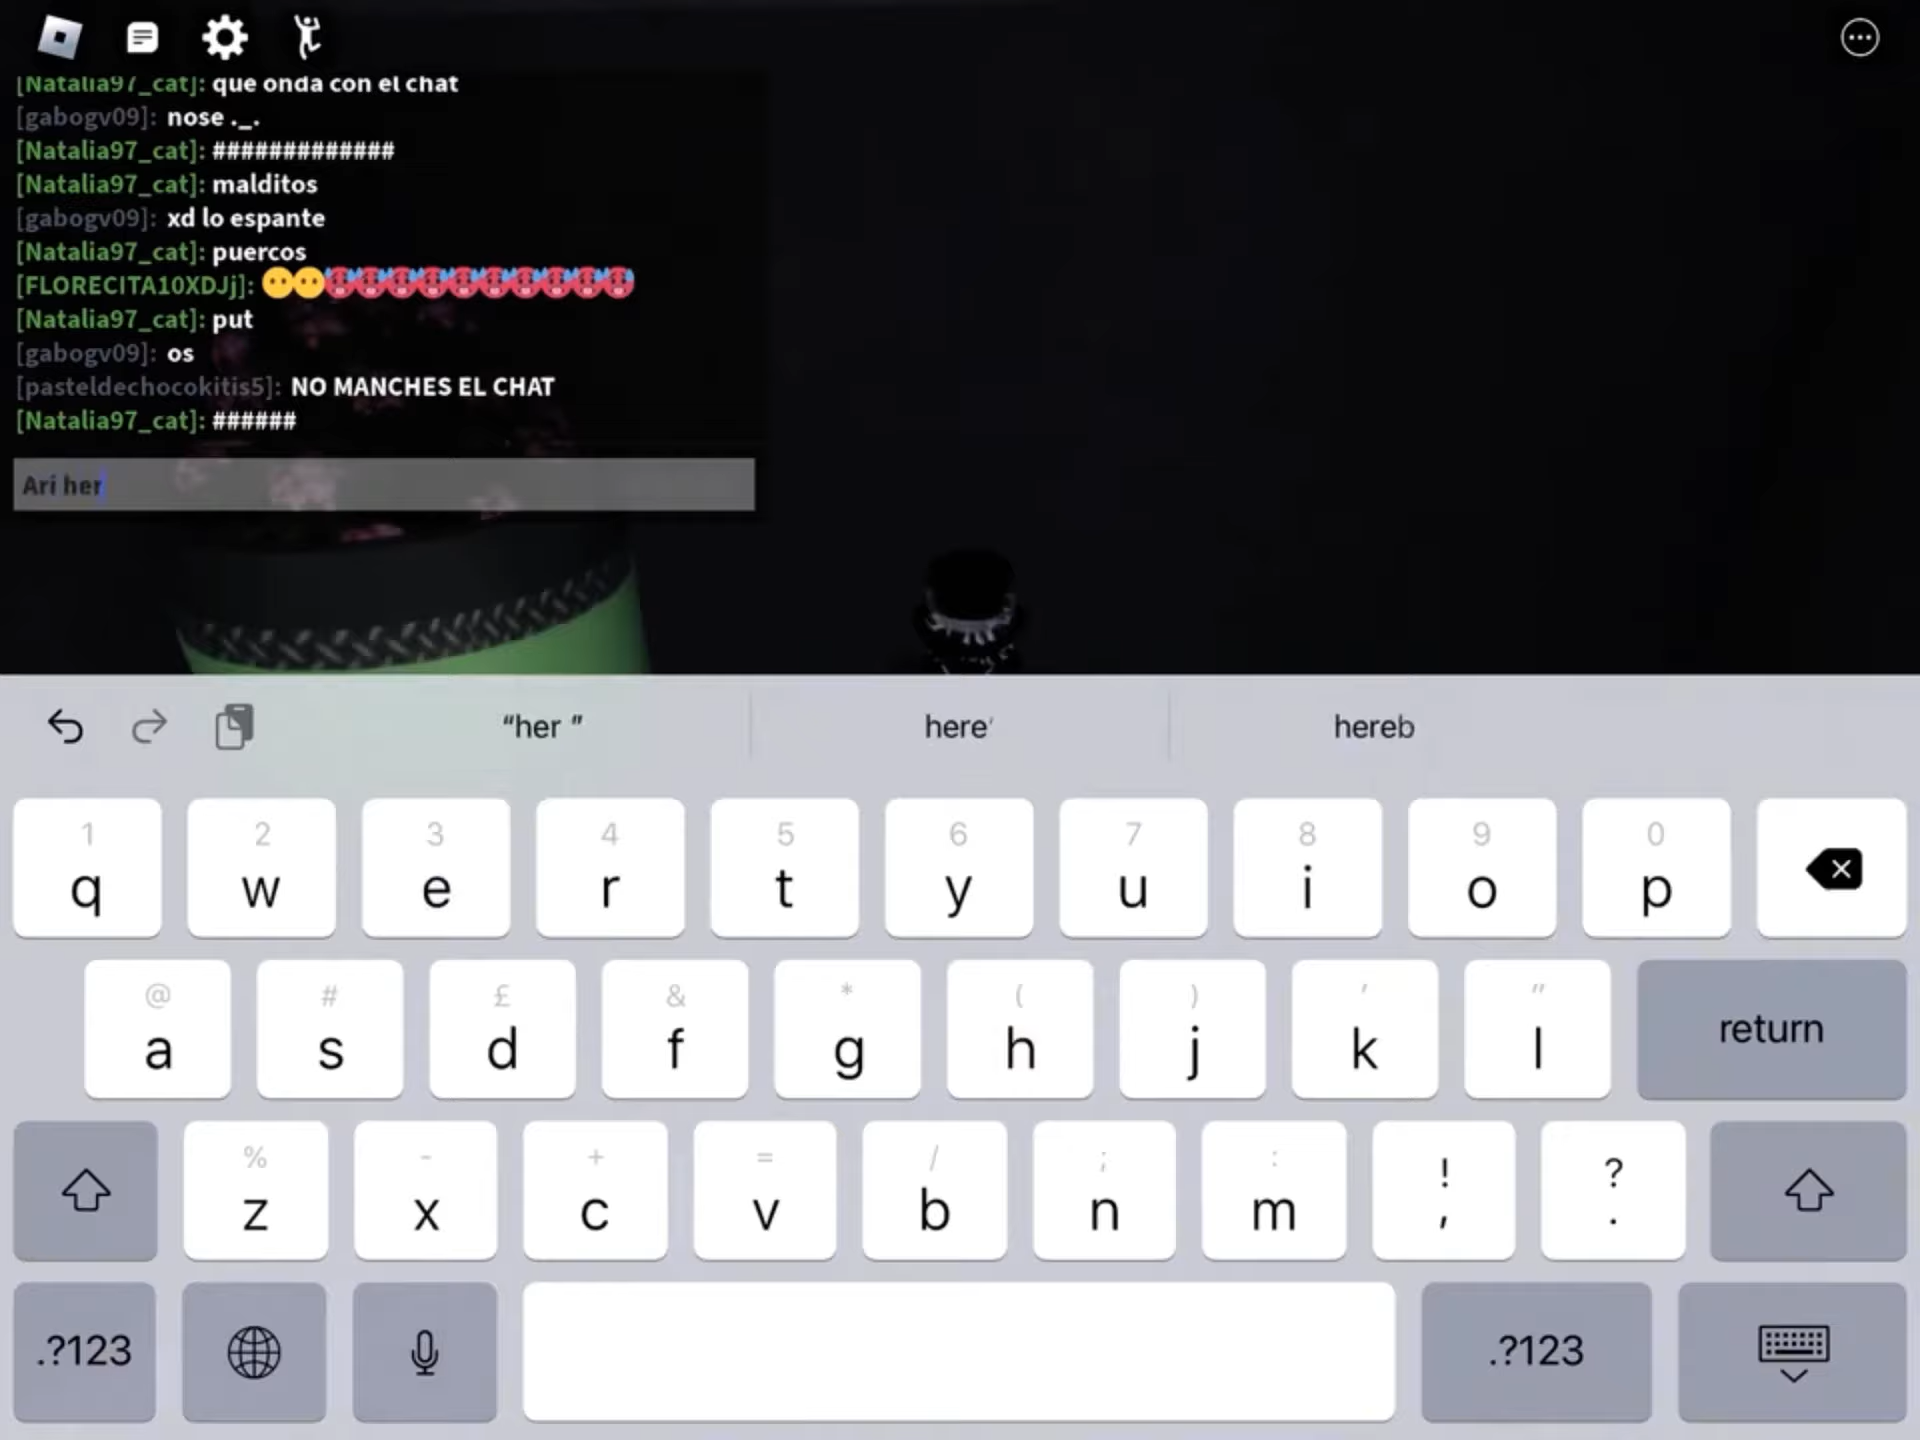 [Natalia97_cat]: que onda con el chat
[gabogv09]: nose ._.
[Natalia97_cat]: #############
[Natalia97_cat]: malditos
[gabogv09]: xd lo espante
[Natalia97_cat]: puercos
[FLORECITA10XDJj]: 😶😶🥵🥵🥵🥵🥵🥵🥵🥵🥵🥵
[Natalia97_cat]: put
[gabogv09]: os
[pasteldechocokitis5]: NO MANCHES EL CHAT
[Natalia97_cat]: ######
Ari her
“her ” here’ hereb
1 2 3 4 5 6 7 8 9 0
q w e r t y u i o p
@ # £ & * ( ) ’ ”
a s d f g h j k l return
% - + = / ; : ! ?
z x c v b n m , .
.?123 .?123